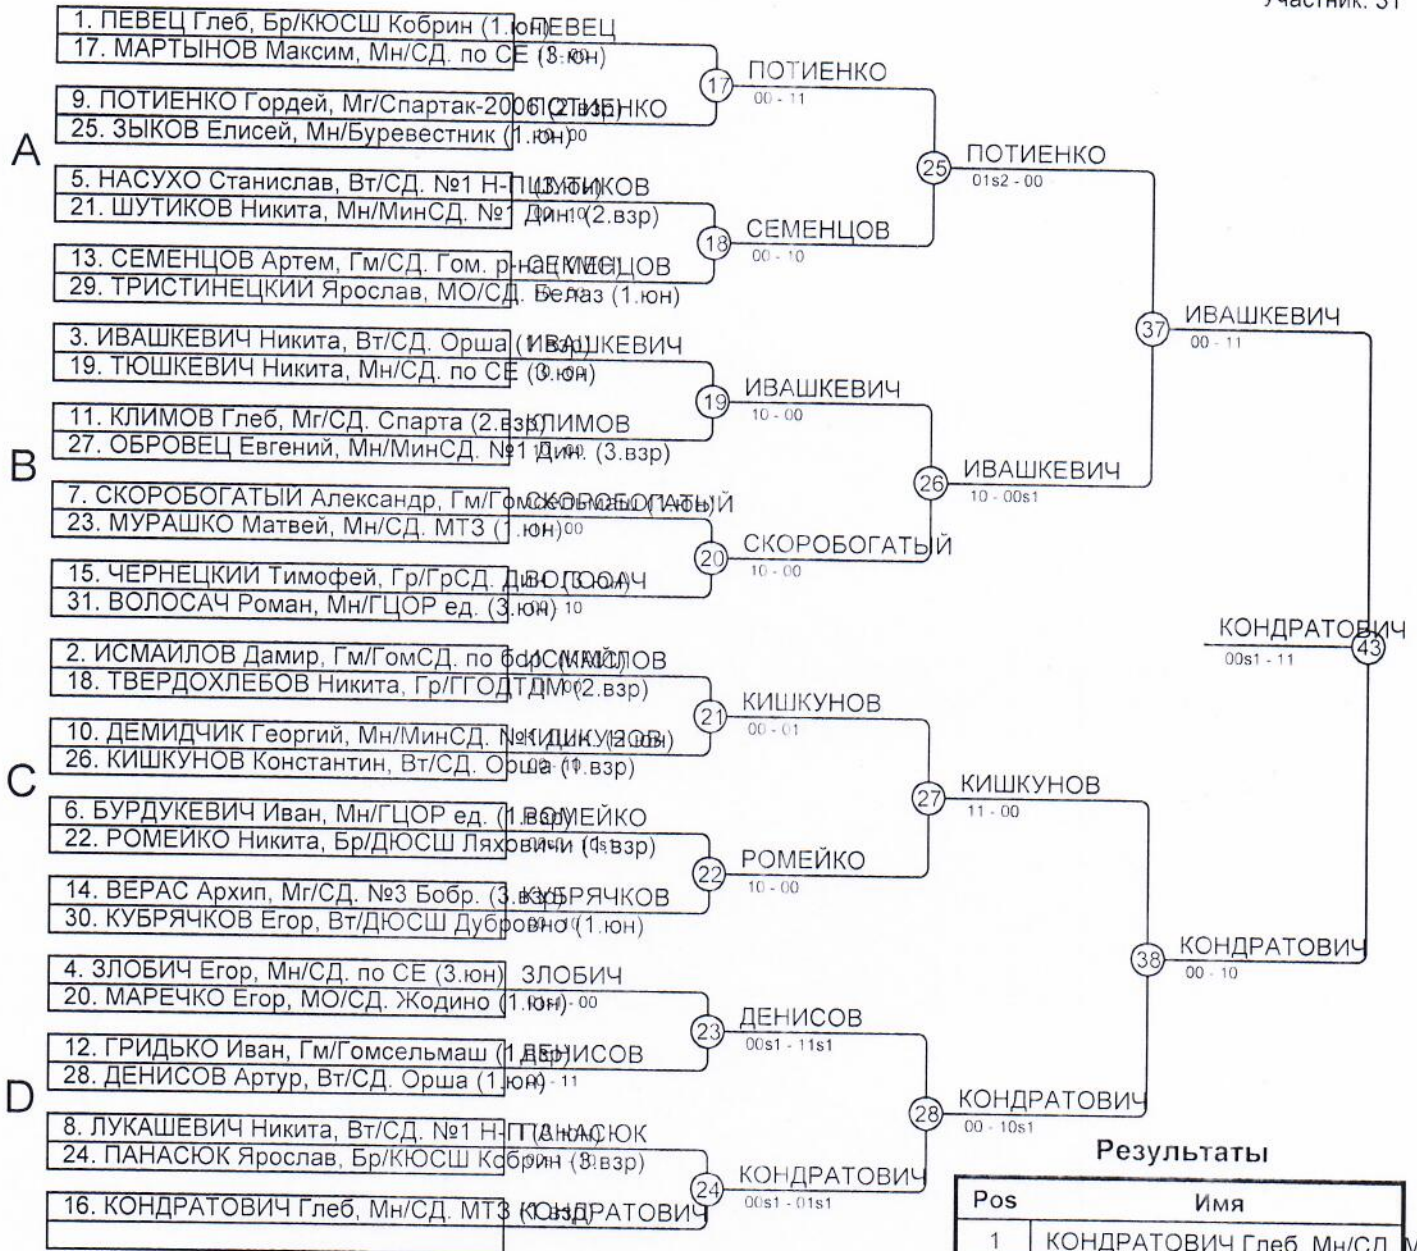 Участник: 31
1. ПЕВЕЦ Глеб, Бр/КЮСШ Кобрин (1.юн)
ПЕВЕЦ
17. МАРТЫНОВ Максим, Мн/СД. по СЕ (3.юн)
17
ПОТИЕНКО
00 - 11
9. ПОТИЕНКО Гордей, Мг/Спартак-2006 (2.взр)
ПОТИЕНКО
25. ЗЫКОВ Елисей, Мн/Буревестник (1.юн)
A
25
ПОТИЕНКО
01s2 - 00
5. НАСУХО Станислав, Вт/СД. №1 Н-П (3.юн)
ШУТИКОВ
21. ШУТИКОВ Никита, Мн/МинСД. №1 Дин. (2.взр)
18
СЕМЕНЦОВ
00 - 10
13. СЕМЕНЦОВ Артем, Гм/СД. Гом. р-на
СЕМЕНЦОВ
29. ТРИСТИНЕЦКИЙ Ярослав, МО/СД. Белаз (1.юн)
37
ИВАШКЕВИЧ
00 - 11
3. ИВАШКЕВИЧ Никита, Вт/СД. Орша (1.взр)
ИВАШКЕВИЧ
19. ТЮШКЕВИЧ Никита, Мн/СД. по СЕ (3.юн)
19
ИВАШКЕВИЧ
10 - 00
11. КЛИМОВ Глеб, Мг/СД. Спарта (2.взр)
КЛИМОВ
27. ОБРОВЕЦ Евгений, Мн/МинСД. №1 Дин. (3.взр)
B
26
ИВАШКЕВИЧ
10 - 00s1
7. СКОРОБОГАТЫЙ Александр, Гм/Гомсельмаш (1.юн)
СКОРОБОГАТЫЙ
23. МУРАШКО Матвей, Мн/СД. МТЗ (1.юн)
20
СКОРОБОГАТЫЙ
10 - 00
15. ЧЕРНЕЦКИЙ Тимофей, Гр/ГрСД. Дин. (3.юн)
ВОЛОСАЧ
31. ВОЛОСАЧ Роман, Мн/ГЦОР ед. (3.юн)
КОНДРАТОВИЧ
43
00s1 - 11
2. ИСМАИЛОВ Дамир, Гм/ГомСД. по бор.
ИСМАИЛОВ
18. ТВЕРДОХЛЕБОВ Никита, Гр/ГГОДТДМ (2.взр)
21
КИШКУНОВ
00 - 01
10. ДЕМИДЧИК Георгий, Мн/МинСД. №1 Дин. (2.юн)
КИШКУНОВ
26. КИШКУНОВ Константин, Вт/СД. Орша (1.взр)
C
27
КИШКУНОВ
11 - 00
6. БУРДУКЕВИЧ Иван, Мн/ГЦОР ед. (1.взр)
РОМЕЙКО
22. РОМЕЙКО Никита, Бр/ДЮСШ Ляховичи (1.взр)
22
РОМЕЙКО
10 - 00
14. ВЕРАС Архип, Мг/СД. №3 Бобр. (3.взр)
КУБРЯЧКОВ
30. КУБРЯЧКОВ Егор, Вт/ДЮСШ Дубровно (1.юн)
38
КОНДРАТОВИЧ
00 - 10
4. ЗЛОБИЧ Егор, Мн/СД. по СЕ (3.юн)
ЗЛОБИЧ
20. МАРЕЧКО Егор, МО/СД. Жодино (1.юн)
23
ДЕНИСОВ
00s1 - 11s1
12. ГРИДЬКО Иван, Гм/Гомсельмаш (1.взр)
ДЕНИСОВ
28. ДЕНИСОВ Артур, Вт/СД. Орша (1.юн)
D
28
КОНДРАТОВИЧ
00 - 10s1
8. ЛУКАШЕВИЧ Никита, Вт/СД. №1 Н-П
ПАНАСЮК
24. ПАНАСЮК Ярослав, Бр/КЮСШ Кобрин (3.взр)
24
КОНДРАТОВИЧ
00s1 - 01s1
16. КОНДРАТОВИЧ Глеб, Мн/СД. МТЗ (1.взр)
КОНДРАТОВИЧ
Результаты
Pos Имя
1 КОНДРАТОВИЧ Глеб, Мн/СД.